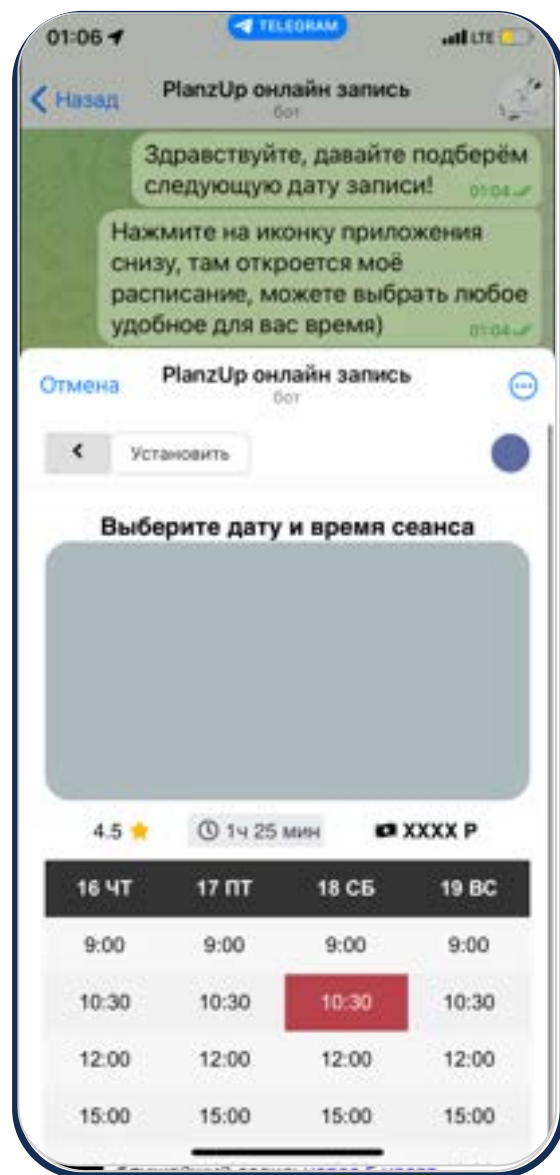 01:06
TELEGRAM
LTE
Назад
PlanzUp онлайн запись
бот
Здравствуйте, давайте подберём
следующую дату записи!
01:04
Нажмите на иконку приложения
снизу, там откроется моё
расписание, можете выбрать любое
удобное для вас время)
01:04
Отмена
PlanzUp онлайн запись
бот
Установить
Выберите дату и время сеанса
4.5 1ч 25 мин XXXX Р
16 ЧТ 17 ПТ 18 СБ 19 ВС
9:00 9:00 9:00 9:00
10:30 10:30 10:30 10:30
12:00 12:00 12:00 12:00
15:00 15:00 15:00 15:00